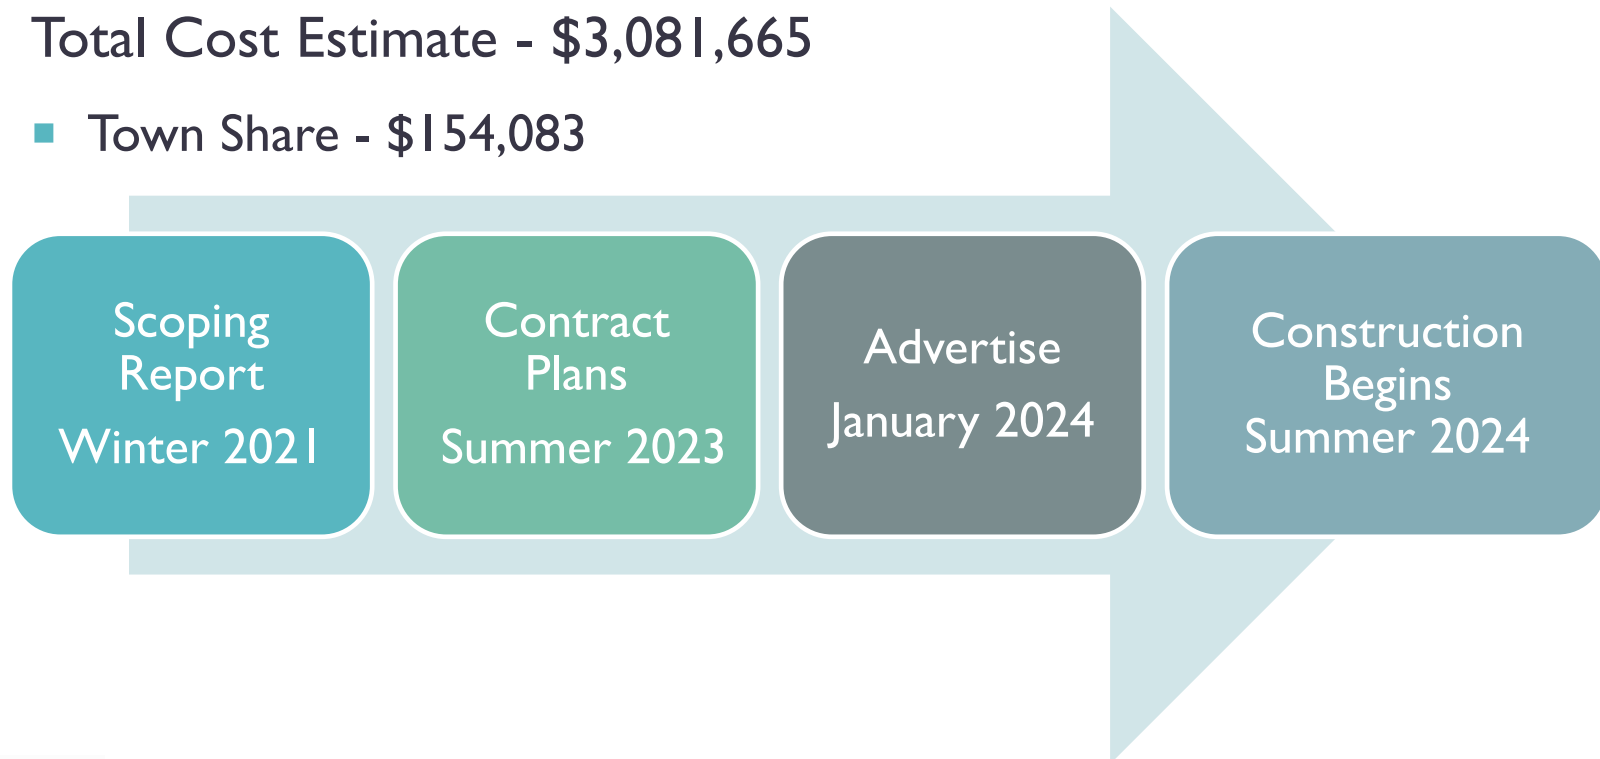 Total Cost Estimate - $3,081,665
▪ Town Share - $154,083
Scoping
Report
Winter 2021
Contract
Plans
Summer 2023
Advertise
January 2024
Construction
Begins
Summer 2024